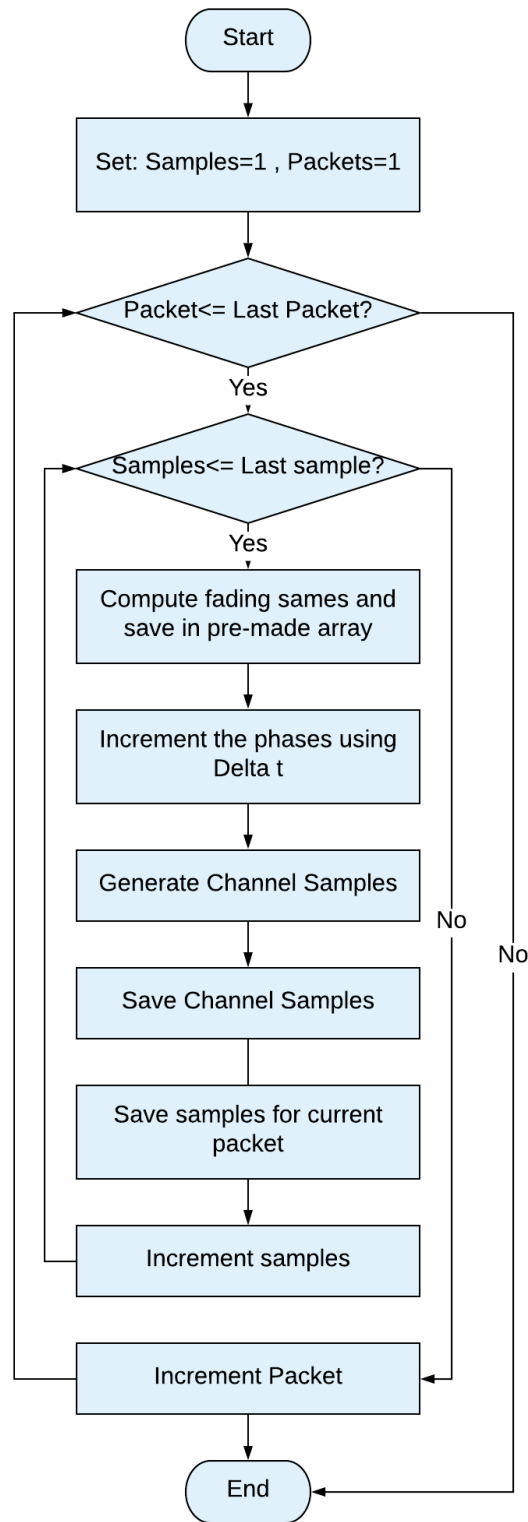 Start
Set: Samples=1 , Packets=1
Packet<= Last Packet?
Yes
Samples<= Last sample?
Yes
Compute fading sames and
save in pre-made array
Increment the phases using
Delta t
Generate Channel Samples
No
No
Save Channel Samples
Save samples for current
packet
Increment samples
Increment Packet
End